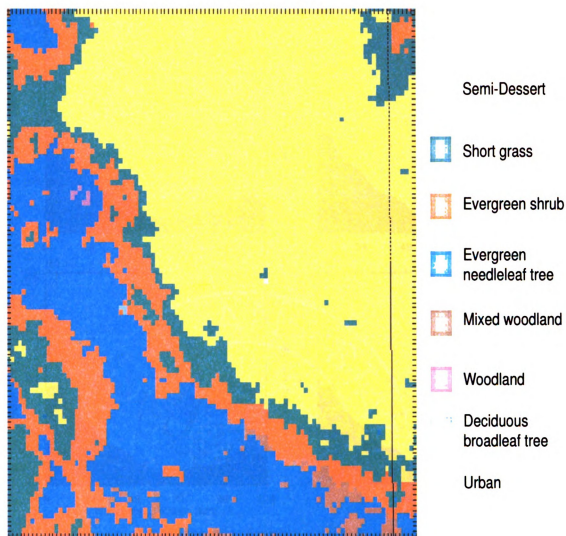 Semi-Dessert
Short grass
Evergreen shrub
Evergreen
needleleaf tree
Mixed woodland
Woodland
Deciduous
broadleaf tree
Urban